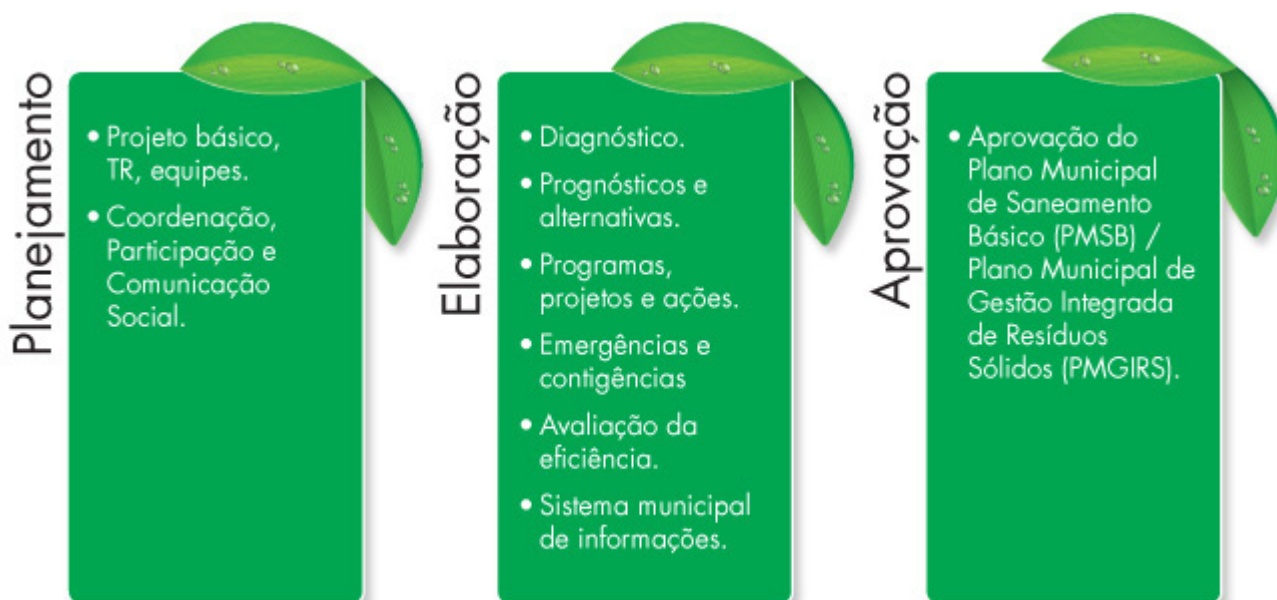 Planejamento
• Projeto básico,
TR, equipes.
• Coordenação,
Participação e
Comunicação
Social.
Elaboração
• Diagnóstico.
• Prognósticos e
alternativas.
• Programas,
projetos e ações.
• Emergências e
contigências
• Avaliação da
eficiência.
• Sistema municipal
de informações.
Aprovação
• Aprovação do
Plano Municipal
de Saneamento
Básico (PMSB) /
Plano Municipal de
Gestão Integrada
de Resíduos
Sólidos (PMGIRS).